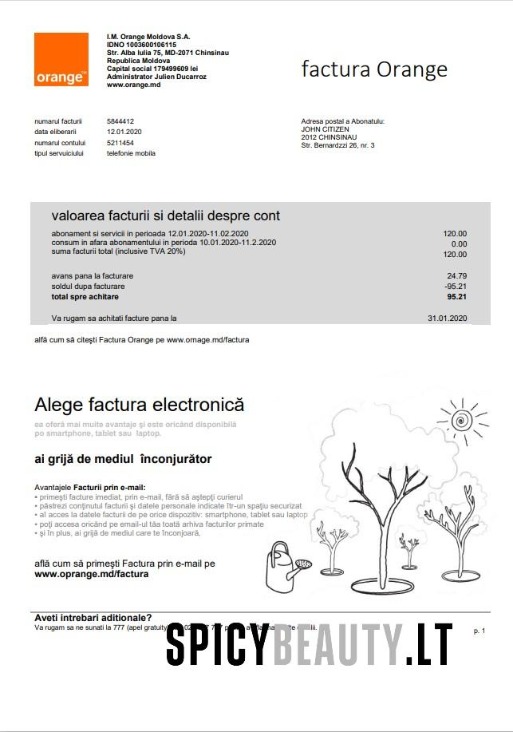 orange™
I.M. Orange Moldova S.A.
IDNO 1003600106115
Str. Alba Iulia 75, MD-2071 Chinsinau
Republica Moldova
Capital social 179499609 lei
Administrator Julien Ducarroz
www.orange.md
factura Orange
numarul facturii 5844412
data eliberarii 12.01.2020
numarul contului 5211454
tipul serviciului telefonie mobila
Adresa postal a Abonatului:
JOHN CITIZEN
2012 CHINSINAU
Str. Bernardzzi 26, nr. 3
valoarea facturii si detalii despre cont
abonament si servicii in perioada 12.01.2020-11.02.2020 120.00
consum in afara abonamentului in perioda 10.01.2020-11.2.2020 0.00
suma facturii total (inclusive TVA 20%) 120.00
avans pana la facturare 24.79
soldul dupa facturare -95.21
total spre achitare 95.21
Va rugam sa achitati facture pana la 31.01.2020
alfă cum să citeşti Factura Orange pe www.omage.md/factura
Alege factura electronică
ea oferă mai multe avantaje şi este oricând disponibilă
pe smartphone, tablet sau laptop.
ai grijă de mediul înconjurător
Avantajele Facturii prin e-mail:
• primeşti facture imediat, prin e-mail, fără să aştepţi curierul
• păstrezi conţinutul facturii şi datele personale indicate într-un spaţiu securizat
• al acces la datele facturii de pe orice dispozitiv: smartphone, tablet sau laptop
• poţi accesa oricând pe email-ul tău toată arhiva facturilor primate
• şi în plus, ai grijă de mediul care te înconjoară.
află cum să primeşti Factura prin e-mail pe
www.oprange.md/factura
Aveti intrebari aditionale?
Va rugam sa ne sunati la 777 (apel gratuity)
p. 1
SPICYBEAUTY.LT